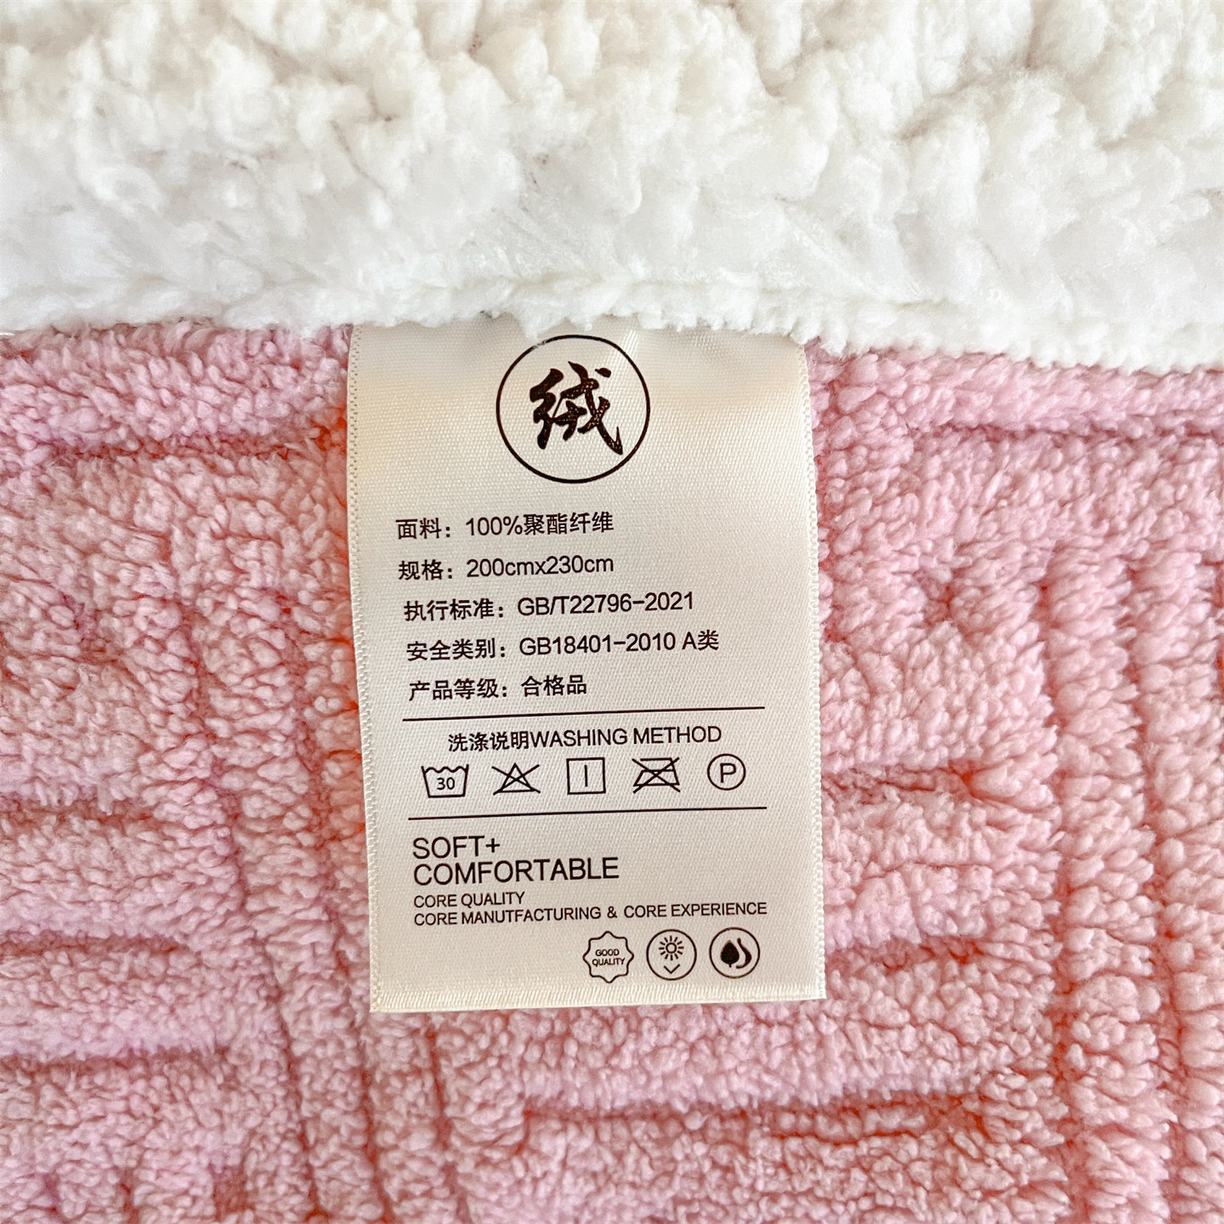 绒
面料：100%聚酯纤维
规格：200cmx230cm
执行标准：GB/T22796-2021
安全类别：GB18401-2010 A类
产品等级：合格品
洗涤说明WASHING METHOD
30
P
SOFT+
COMFORTABLE
CORE QUALITY
CORE MANUTFACTURING & CORE EXPERIENCE
GOOD
QUALITY